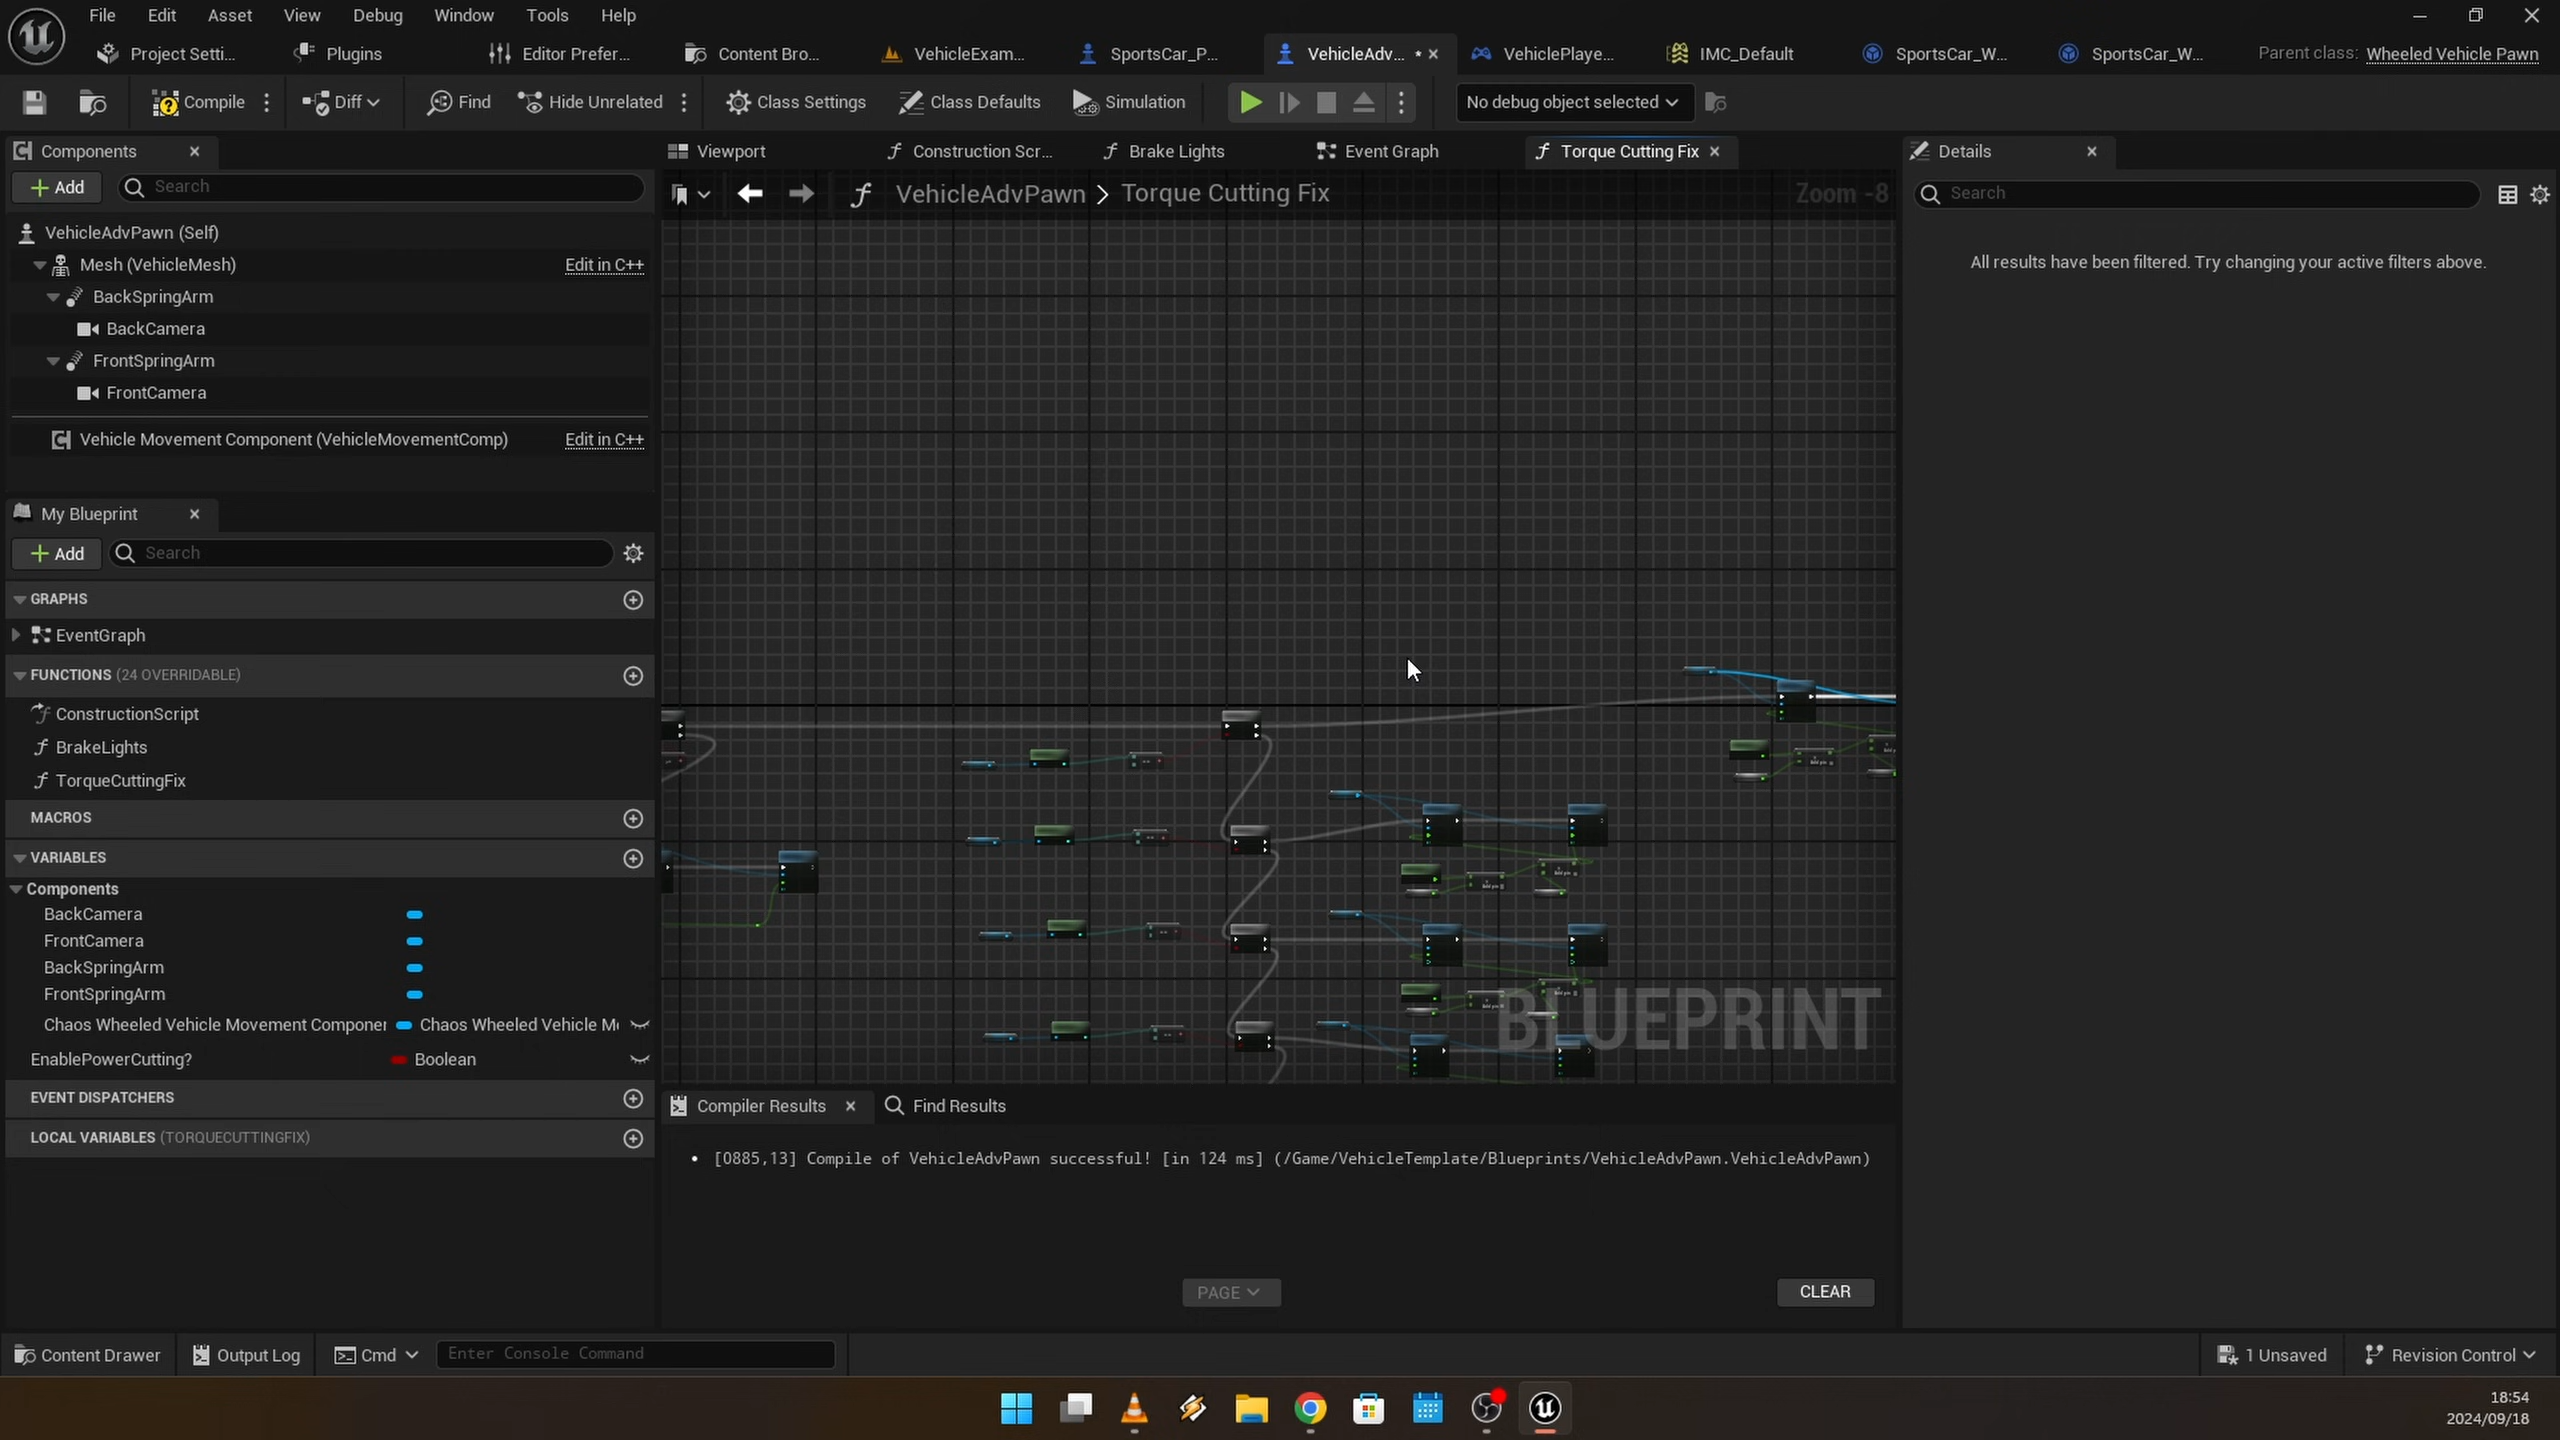 File Edit Asset View Debug Window Tools Help
Project Setti... Plugins Editor Prefer... Content Bro... VehicleExam... SportsCar_P... VehicleAdv... • VehiclePlaye... IMC_Default SportsCar_W... SportsCar_W... Parent class: Wheeled Vehicle Pawn
Compile Diff Find Hide Unrelated Class Settings Class Defaults Simulation No debug object selected
Components
Viewport Construction Scr... Brake Lights Event Graph Torque Cutting Fix
Details
Add Search
VehicleAdvPawn > Torque Cutting Fix
Zoom -8
Search
VehicleAdvPawn (Self)
Mesh (VehicleMesh) Edit in C++
BackSpringArm
BackCamera
FrontSpringArm
FrontCamera
Vehicle Movement Component (VehicleMovementComp) Edit in C++
All results have been filtered. Try changing your active filters above.
My Blueprint
Add Search
GRAPHS
EventGraph
FUNCTIONS (24 OVERRIDABLE)
ConstructionScript
BrakeLights
TorqueCuttingFix
MACROS
VARIABLES
Components
BackCamera
FrontCamera
BackSpringArm
FrontSpringArm
Chaos Wheeled Vehicle Movement Componer Chaos Wheeled Vehicle M
EnablePowerCutting? Boolean
EVENT DISPATCHERS
LOCAL VARIABLES (TORQUECUTTINGFIX)
BLUEPRINT
Compiler Results Find Results
• [0885,13] Compile of VehicleAdvPawn successful! [in 124 ms] (/Game/VehicleTemplate/Blueprints/VehicleAdvPawn.VehicleAdvPawn)
PAGE CLEAR
Content Drawer Output Log Cmd Enter Console Command 1 Unsaved Revision Control
18:54
2024/09/18